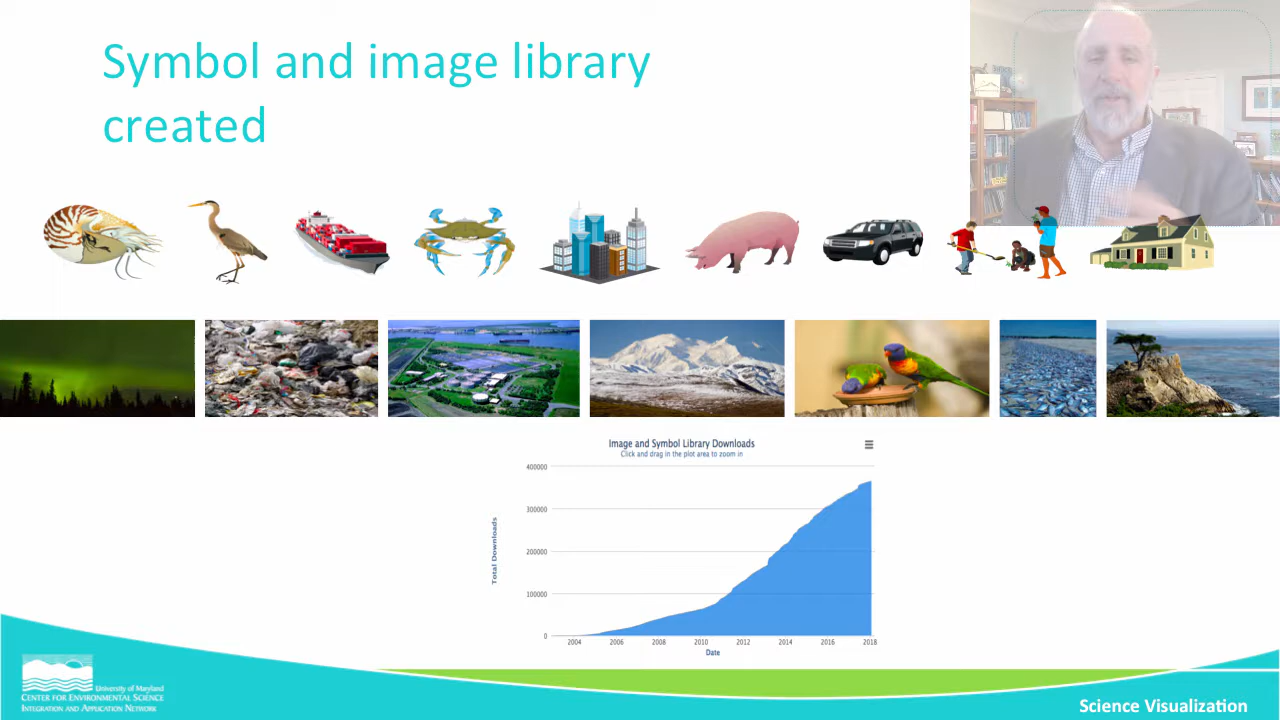 Symbol and image library
created
Image and Symbol Library Downloads
Click and drag in the plot area to zoom in
Total Downloads
400000
300000
200000
100000
0
2004 2006 2008 2010 2012 2014 2016 2018
Date
University of Maryland
CENTER FOR ENVIRONMENTAL SCIENCE
INTEGRATION AND APPLICATION NETWORK
Science Visualization